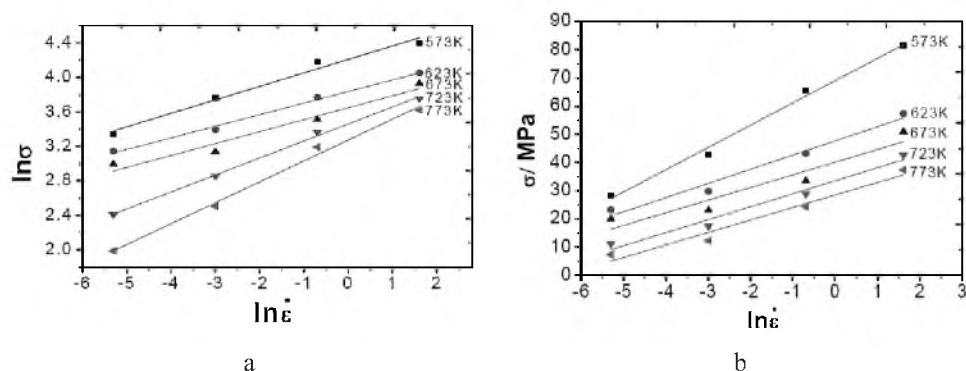 lnσ
4.4
4.0
3.6
3.2
2.8
2.4
2.0
573K
623K
673K
723K
773K
-6 -5 -4 -3 -2 -1 0 1 2
lnε̇
a
σ/ MPa
90
80
70
60
50
40
30
20
10
0
573K
623K
673K
723K
773K
-6 -5 -4 -3 -2 -1 0 1 2 3
lnε̇
b